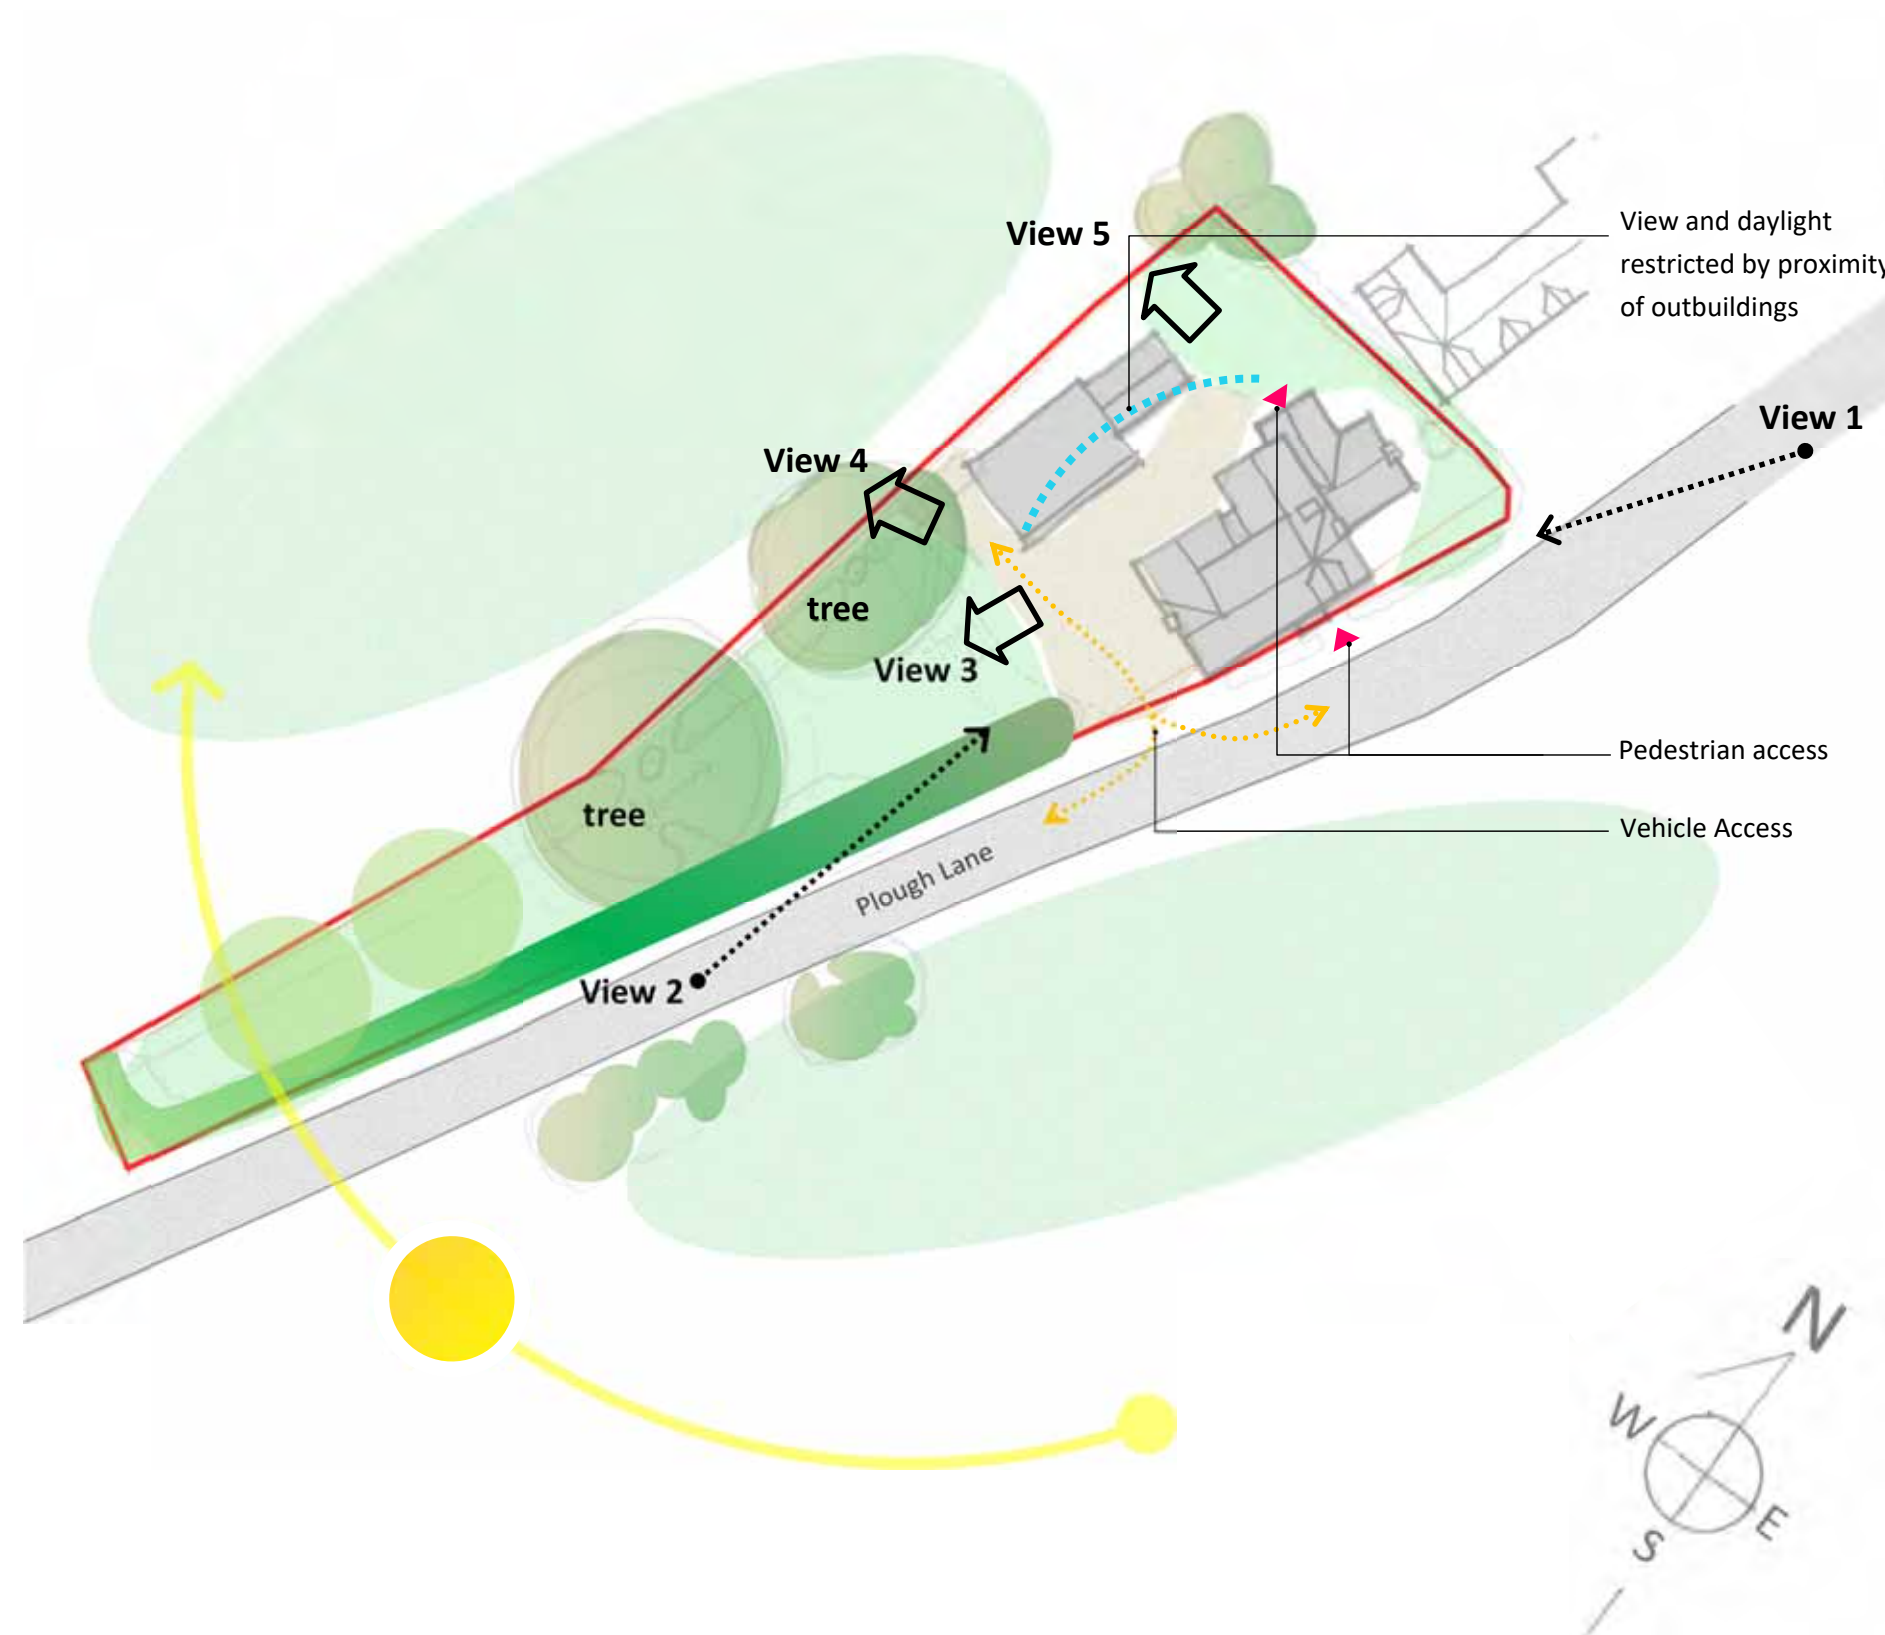 View 5
View and daylight
restricted by proximity
of outbuildings
View 1
View 4
tree
View 3
Pedestrian access
tree
Vehicle Access
Plough Lane
View 2
N
W
E
S